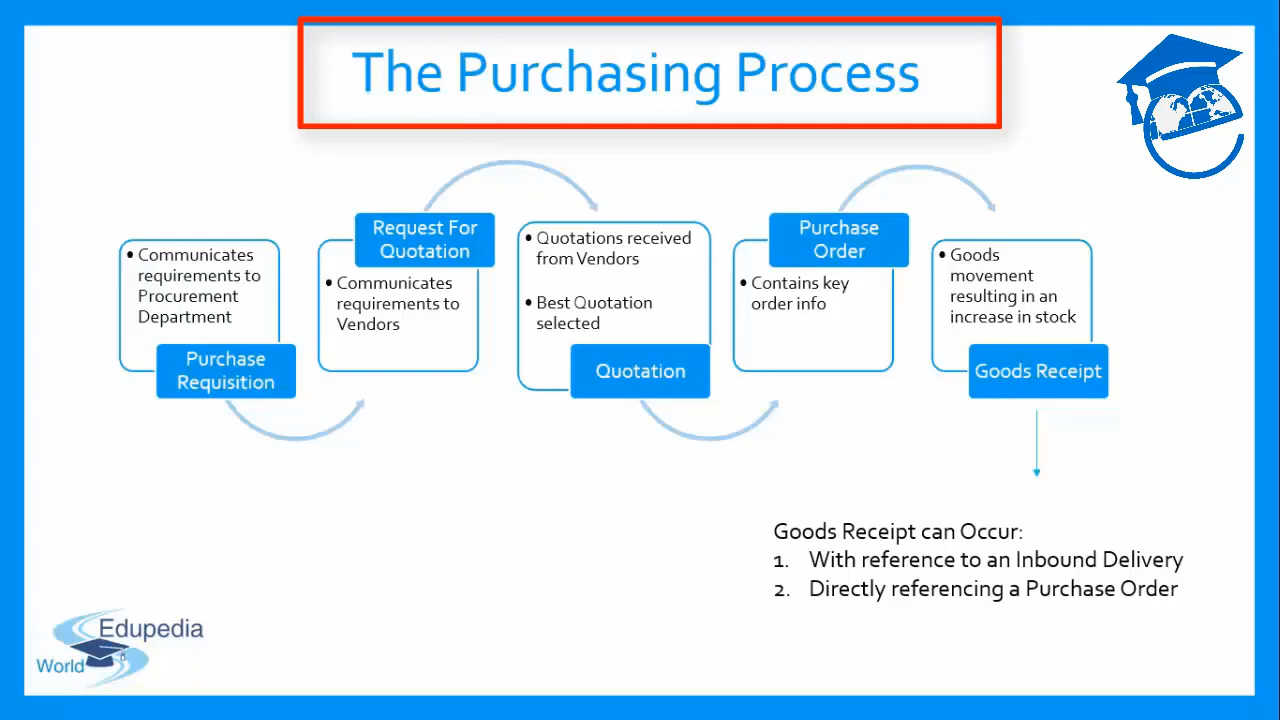 The Purchasing Process
• Communicates
requirements to
Procurement
Department
Purchase
Requisition
Request For
Quotation
• Communicates
requirements to
Vendors
• Quotations received
from Vendors
• Best Quotation
selected
Quotation
Purchase
Order
• Contains key
order info
• Goods
movement
resulting in an
increase in stock
Goods Receipt
Goods Receipt can Occur:
1. With reference to an Inbound Delivery
2. Directly referencing a Purchase Order
Edupedia
World